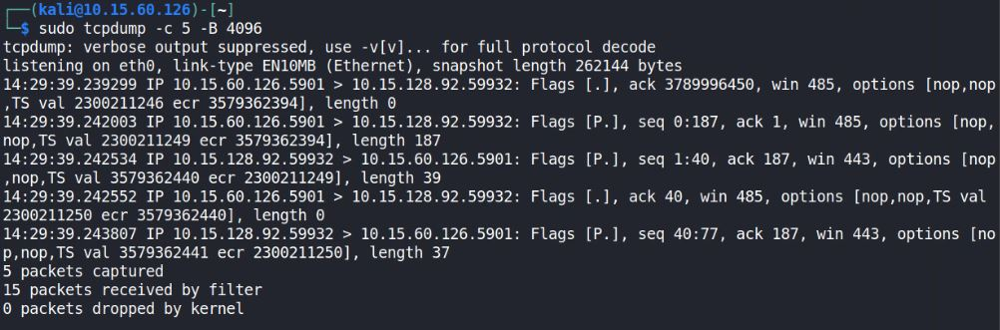 ┌──(kali@10.15.60.126)-[~]
└─$ sudo tcpdump -c 5 -B 4096
tcpdump: verbose output suppressed, use -v[v]... for full protocol decode
listening on eth0, link-type EN10MB (Ethernet), snapshot length 262144 bytes
14:29:39.239299 IP 10.15.60.126.5901 > 10.15.128.92.59932: Flags [.], ack 3789996450, win 485, options [nop,nop
,TS val 2300211246 ecr 3579362394], length 0
14:29:39.242003 IP 10.15.60.126.5901 > 10.15.128.92.59932: Flags [P.], seq 0:187, ack 1, win 485, options [nop,
nop,TS val 2300211249 ecr 3579362394], length 187
14:29:39.242534 IP 10.15.128.92.59932 > 10.15.60.126.5901: Flags [P.], seq 1:40, ack 187, win 443, options [nop
,nop,TS val 3579362440 ecr 2300211249], length 39
14:29:39.242552 IP 10.15.60.126.5901 > 10.15.128.92.59932: Flags [.], ack 40, win 485, options [nop,nop,TS val
2300211250 ecr 3579362440], length 0
14:29:39.243807 IP 10.15.128.92.59932 > 10.15.60.126.5901: Flags [P.], seq 40:77, ack 187, win 443, options [no
p,nop,TS val 3579362441 ecr 2300211250], length 37
5 packets captured
15 packets received by filter
0 packets dropped by kernel